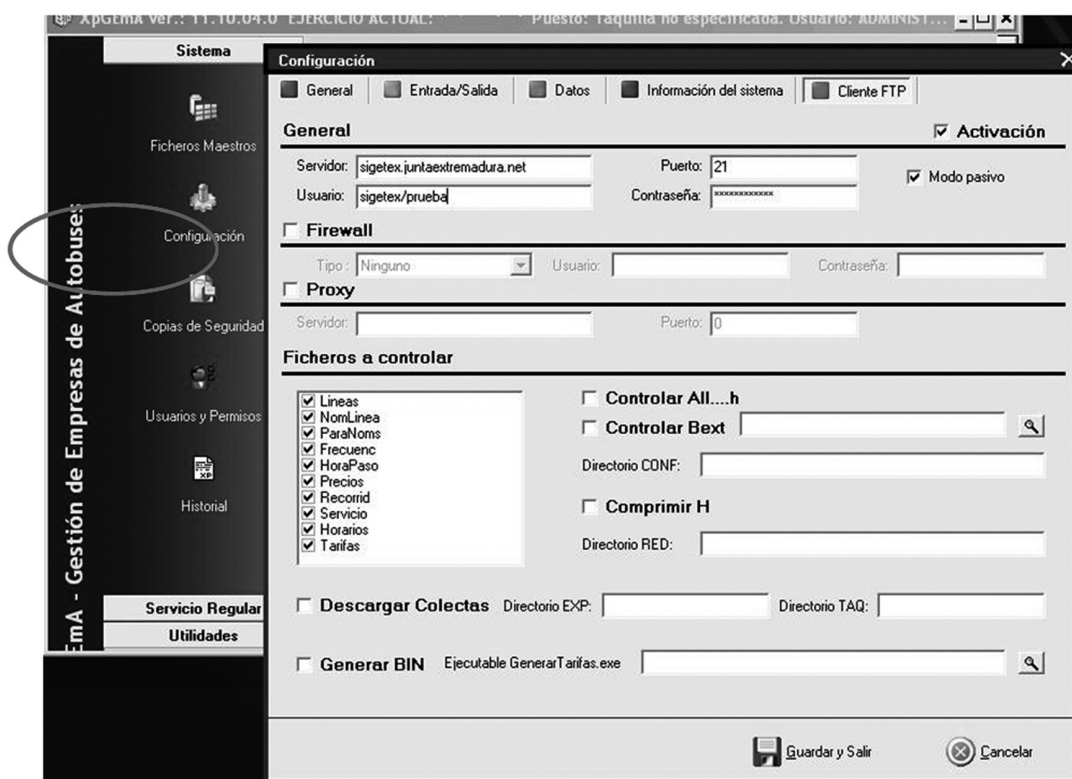 XpGEmA Ver.: 11.10.04.0 EJERCICIO ACTUAL: Puesto: Taquilla no especificada. Usuario: ADMINIST...
Sistema
Ficheros Maestros
Configuración
Copias de Seguridad
Usuarios y Permisos
Historial
Servicio Regular
Utilidades
EmA - Gestión de Empresas de Autobuses
Configuración
General Entrada/Salida Datos Información del sistema Cliente FTP
General Activación
Servidor: sigetex.juntaextremadura.net Puerto: 21 Modo pasivo
Usuario: sigetex/prueba Contraseña: ************
Firewall
Tipo : Ninguno Usuario: Contraseña:
Proxy
Servidor: Puerto: 0
Ficheros a controlar
Lineas
NomLinea
ParaNoms
Frecuenc
HoraPaso
Precios
Recorrid
Servicio
Horarios
Tarifas
Controlar All....h
Controlar Bext
Directorio CONF:
Comprimir H
Directorio RED:
Descargar Colectas Directorio EXP: Directorio TAQ:
Generar BIN Ejecutable GenerarTarifas.exe
Guardar y Salir Cancelar